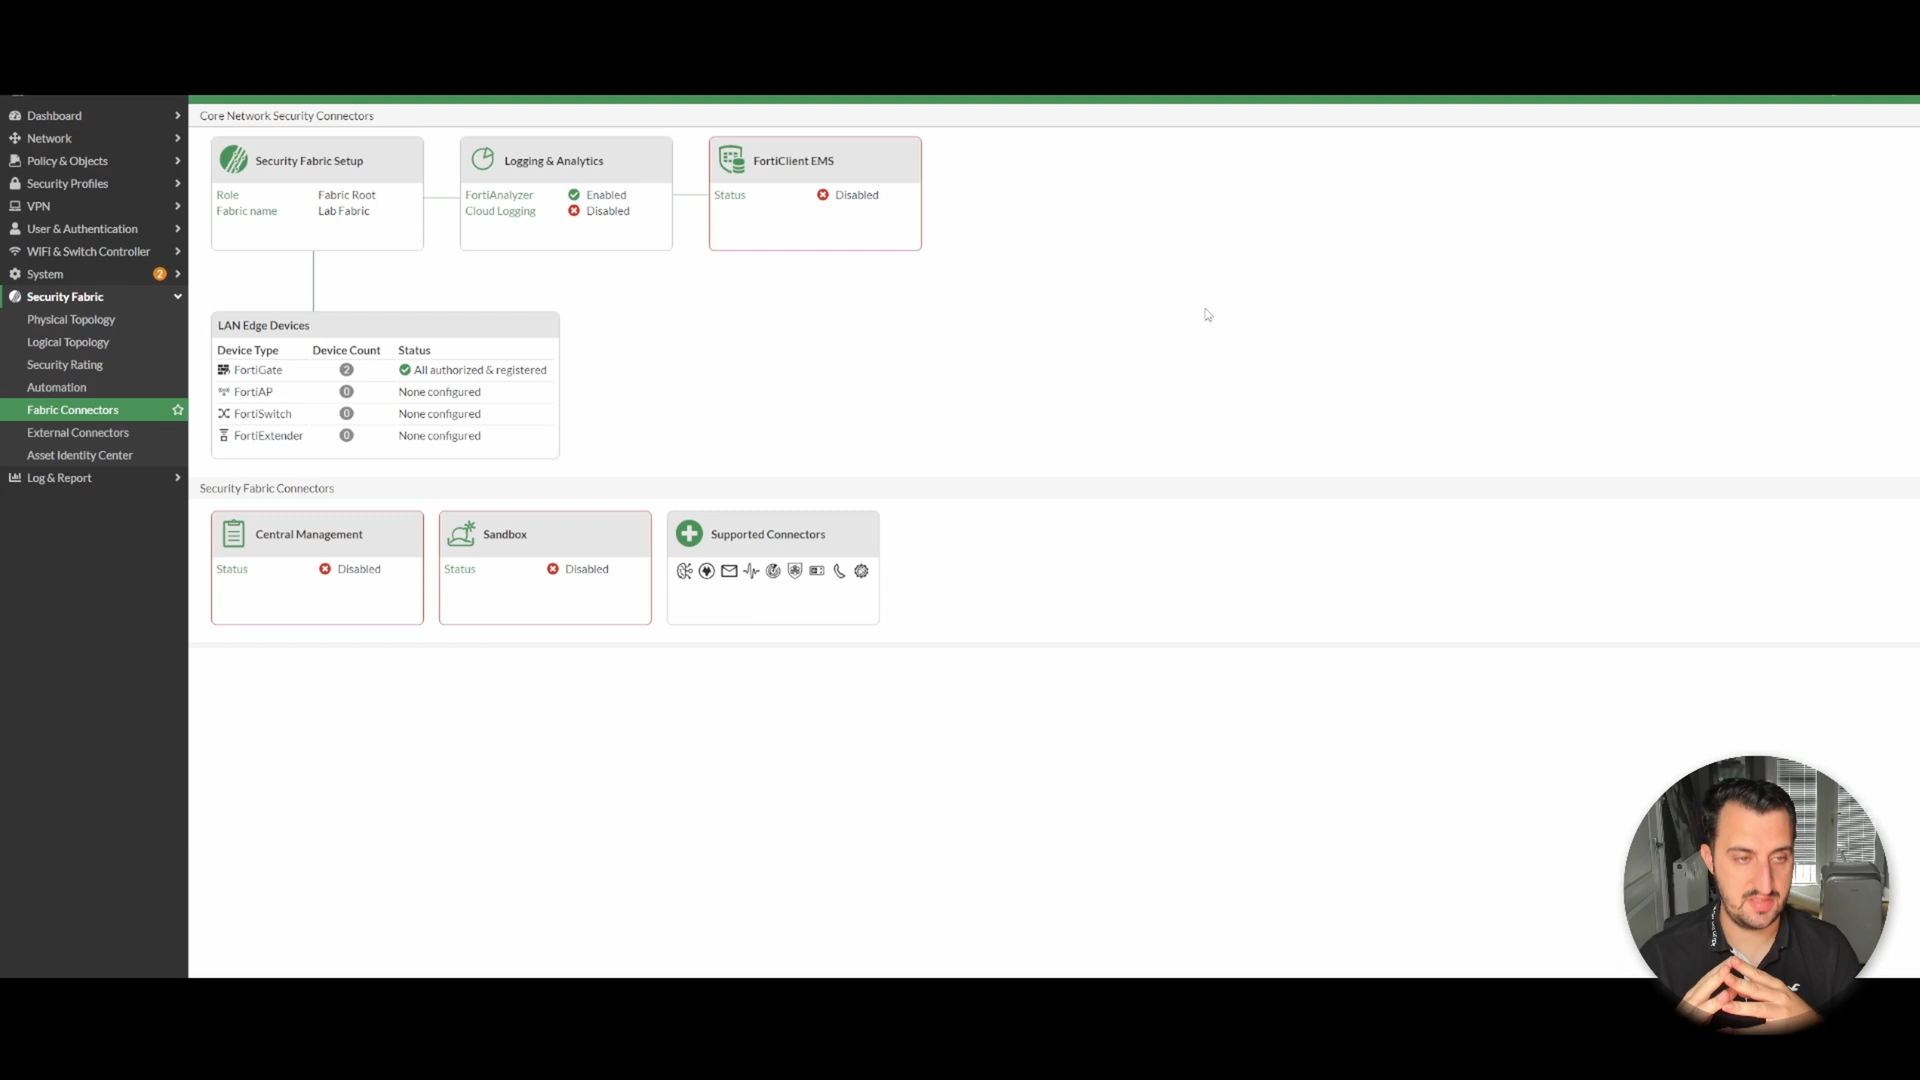 Dashboard
Network
Policy & Objects
Security Profiles
VPN
User & Authentication
WiFi & Switch Controller
System 2
Security Fabric
Physical Topology
Logical Topology
Security Rating
Automation
Fabric Connectors
External Connectors
Asset Identity Center
Log & Report
Core Network Security Connectors
Security Fabric Setup
Role Fabric Root
Fabric name Lab Fabric
Logging & Analytics
FortiAnalyzer Enabled
Cloud Logging Disabled
FortiClient EMS
Status Disabled
LAN Edge Devices
Device Type Device Count Status
FortiGate 2 All authorized & registered
FortiAP 0 None configured
FortiSwitch 0 None configured
FortiExtender 0 None configured
Security Fabric Connectors
Central Management
Status Disabled
Sandbox
Status Disabled
Supported Connectors